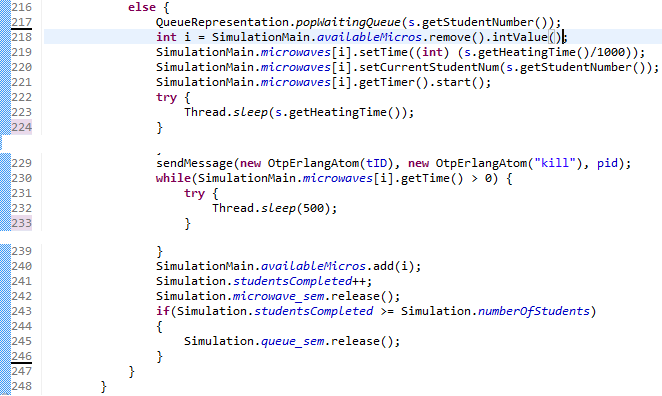 216 else {
217 QueueRepresentation.popWaitingQueue(s.getStudentNumber());
218 int i = SimulationMain.availableMicros.remove().intValue();
219 SimulationMain.microwaves[i].setTime((int) (s.getHeatingTime()/1000));
220 SimulationMain.microwaves[i].setCurrentStudentNum(s.getStudentNumber());
221 SimulationMain.microwaves[i].getTimer().start();
222 try {
223 Thread.sleep(s.getHeatingTime());
224 }
229 sendMessage(new OtpErlangAtom(tID), new OtpErlangAtom("kill"), pid);
230 while(SimulationMain.microwaves[i].getTime() > 0) {
231 try {
232 Thread.sleep(500);
233 }
239 }
240 SimulationMain.availableMicros.add(i);
241 Simulation.studentsCompleted++;
242 Simulation.microwave_sem.release();
243 if(Simulation.studentsCompleted >= Simulation.numberOfStudents)
244 {
245 Simulation.queue_sem.release();
246 }
247 }
248 }